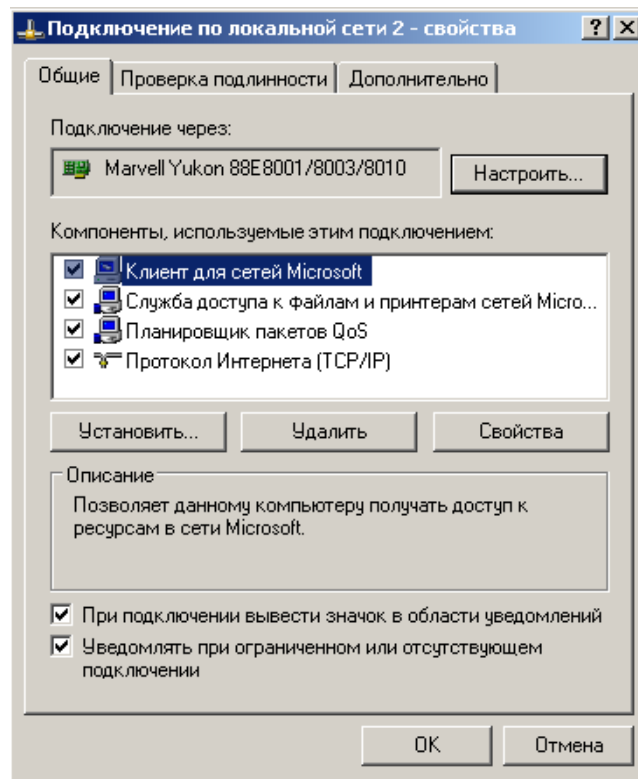 Подключение по локальной сети 2 - свойства
Общие Проверка подлинности Дополнительно
Подключение через:
Marvell Yukon 88E8001/8003/8010 Настроить...
Компоненты, используемые этим подключением:
Клиент для сетей Microsoft
Служба доступа к файлам и принтерам сетей Micro...
Планировщик пакетов QoS
Протокол Интернета (TCP/IP)
Установить... Удалить Свойства
Описание
Позволяет данному компьютеру получать доступ к
ресурсам в сети Microsoft.
При подключении вывести значок в области уведомлений
Уведомлять при ограниченном или отсутствующем
подключении
OK Отмена